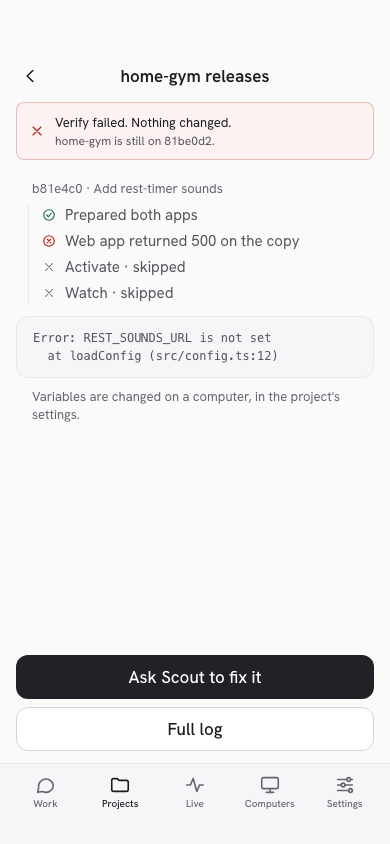 home-gym releases
Verify failed. Nothing changed.
home-gym is still on 81be0d2.
b81e4c0 · Add rest-timer sounds
Prepared both apps
Web app returned 500 on the copy
Activate · skipped
Watch · skipped
Error: REST_SOUNDS_URL is not set
  at loadConfig (src/config.ts:12)
Variables are changed on a computer, in the project's
settings.
Ask Scout to fix it
Full log
Work
Projects
Live
Computers
Settings